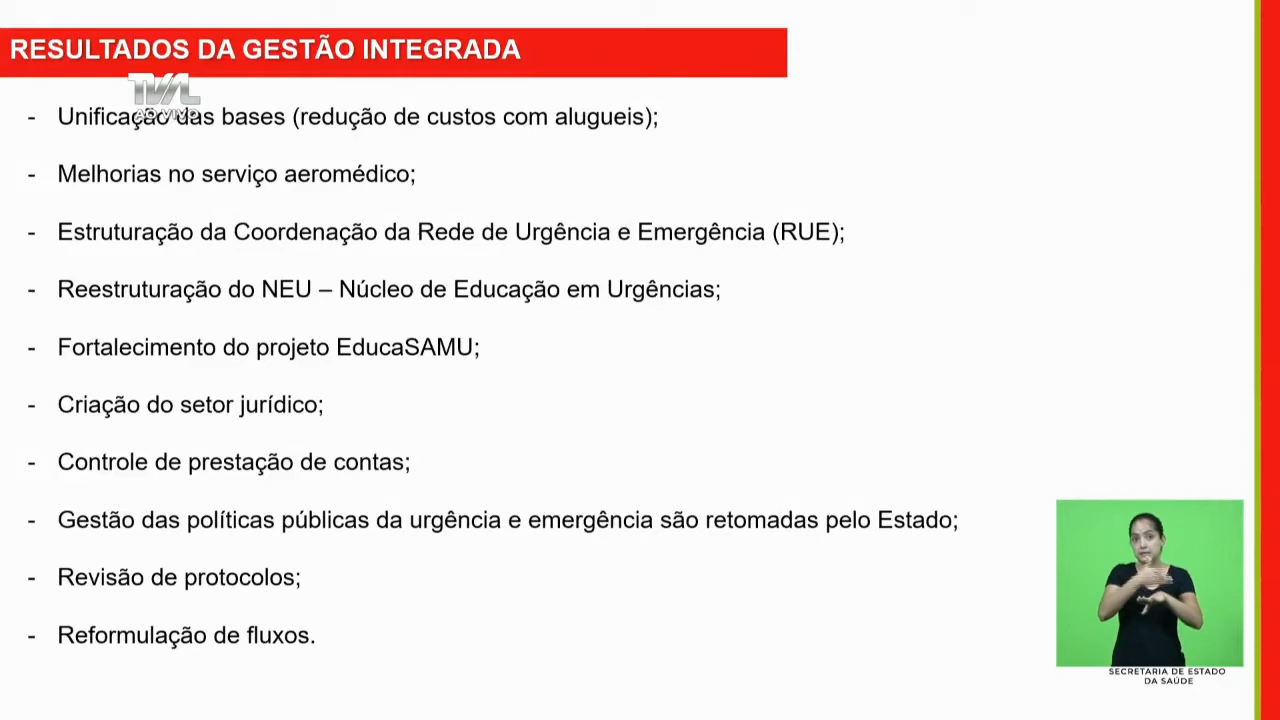 RESULTADOS DA GESTÃO INTEGRADA
TVAL
AO VIVO
- Unificação das bases (redução de custos com alugueis);
- Melhorias no serviço aeromédico;
- Estruturação da Coordenação da Rede de Urgência e Emergência (RUE);
- Reestruturação do NEU – Núcleo de Educação em Urgências;
- Fortalecimento do projeto EducaSAMU;
- Criação do setor jurídico;
- Controle de prestação de contas;
- Gestão das políticas públicas da urgência e emergência são retomadas pelo Estado;
- Revisão de protocolos;
- Reformulação de fluxos.
SECRETARIA DE ESTADO
DA SAÚDE